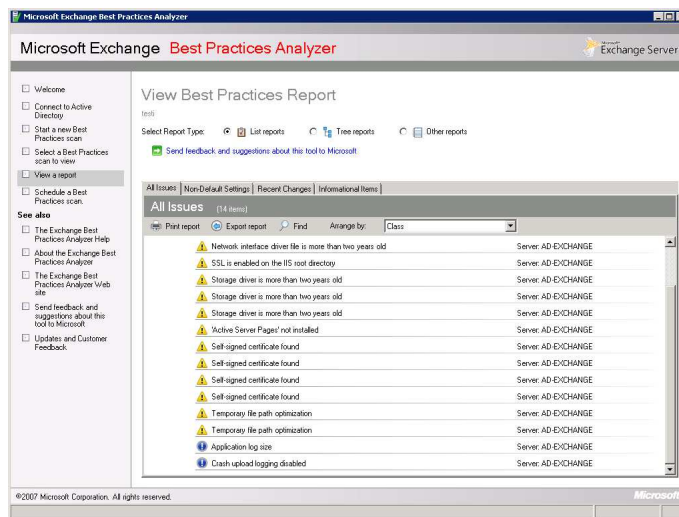 Microsoft Exchange Best Practices Analyzer
Microsoft Exchange Best Practices Analyzer
Microsoft
Exchange Server
Welcome
Connect to Active
Directory
Start a new Best
Practices scan
Select a Best Practices
scan to view
View a report
Schedule a Best
Practices scan.
See also
The Exchange Best
Practices Analyzer Help
About the Exchange Best
Practices Analyzer
The Exchange Best
Practices Analyzer Web
site
Send feedback and
suggestions about this
tool to Microsoft
Updates and Customer
Feedback
View Best Practices Report
testi
Select Report Type: List reports Tree reports Other reports
Send feedback and suggestions about this tool to Microsoft
All Issues Non-Default Settings Recent Changes Informational Items
All Issues (14 items)
Print report Export report Find Arrange by: Class
Network interface driver file is more than two years old Server: AD-EXCHANGE
SSL is enabled on the IIS root directory Server: AD-EXCHANGE
Storage driver is more than two years old Server: AD-EXCHANGE
Storage driver is more than two years old Server: AD-EXCHANGE
Storage driver is more than two years old Server: AD-EXCHANGE
'Active Server Pages' not installed Server: AD-EXCHANGE
Self-signed certificate found Server: AD-EXCHANGE
Self-signed certificate found Server: AD-EXCHANGE
Self-signed certificate found Server: AD-EXCHANGE
Self-signed certificate found Server: AD-EXCHANGE
Temporary file path optimization Server: AD-EXCHANGE
Temporary file path optimization Server: AD-EXCHANGE
Application log size Server: AD-EXCHANGE
Crash upload logging disabled Server: AD-EXCHANGE
©2007 Microsoft Corporation. All rights reserved.
Microsoft